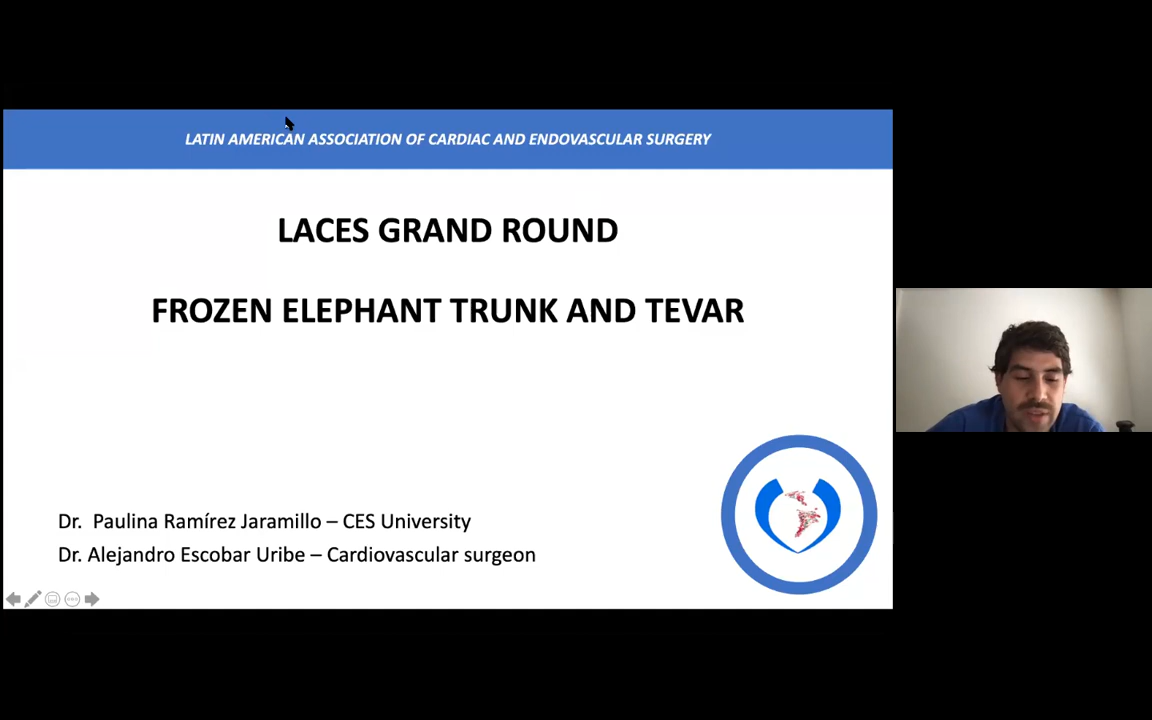 LATIN AMERICAN ASSOCIATION OF CARDIAC AND ENDOVASCULAR SURGERY
LACES GRAND ROUND
FROZEN ELEPHANT TRUNK AND TEVAR
Dr. Paulina Ramírez Jaramillo – CES University
Dr. Alejandro Escobar Uribe – Cardiovascular surgeon